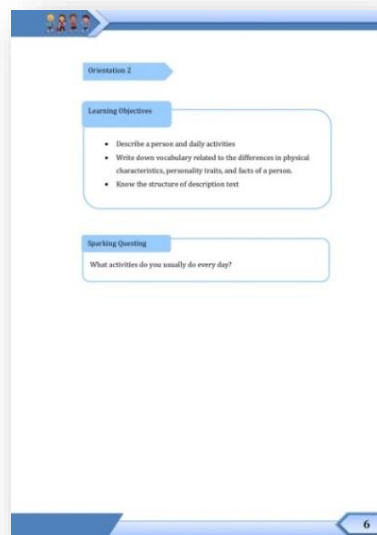 Orientation 2
Learning Objectives
• Describe a person and daily activities
• Write down vocabulary related to the differences in physical
characteristics, personality traits, and facts of a person.
• Know the structure of description text
Sparking Questing
What activities do you usually do every day?
6